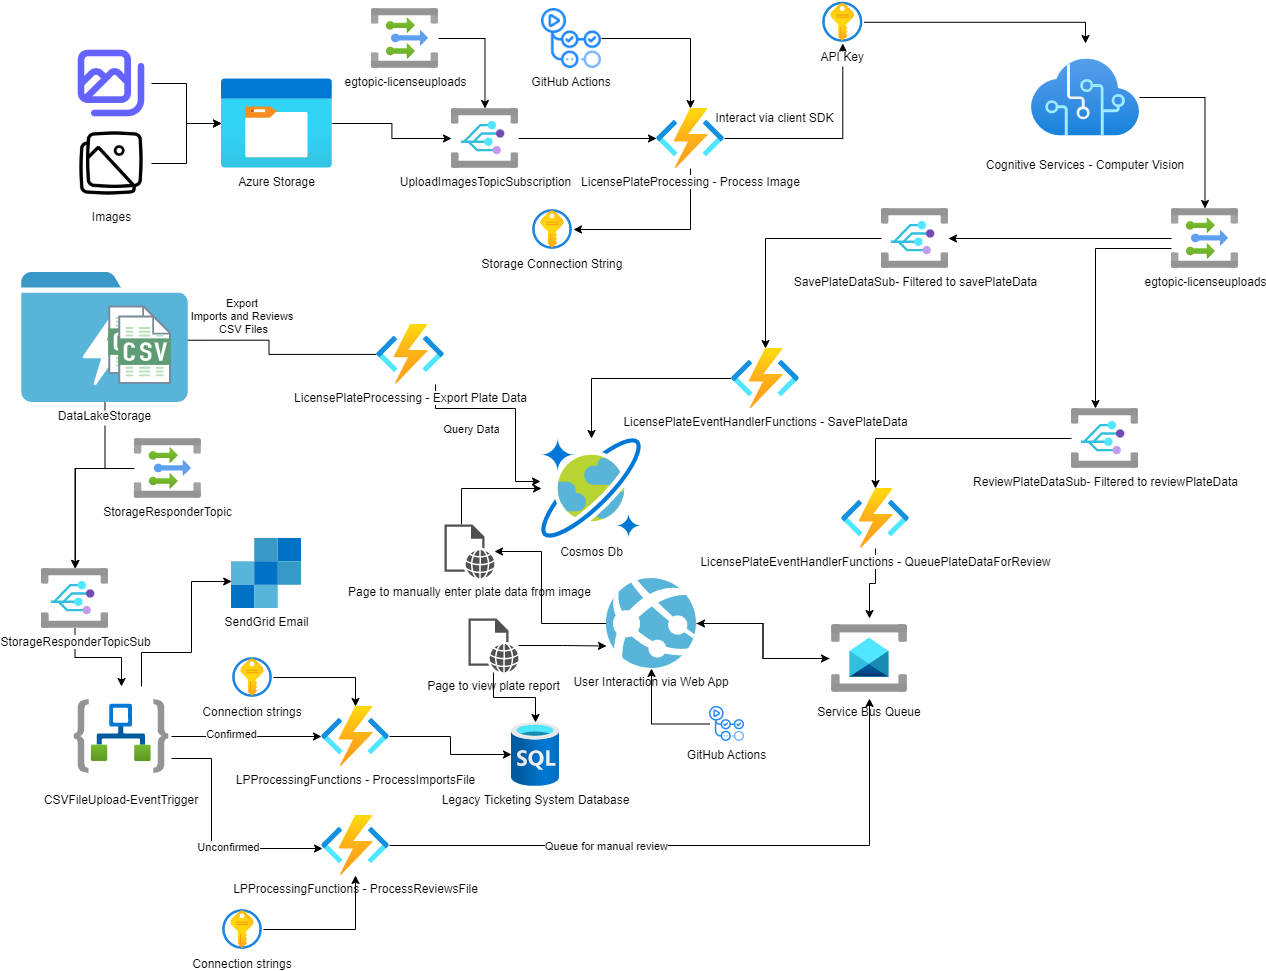 egtopic-licenseuploads
GitHub Actions
API Key
Interact via client SDK
Images
Azure Storage
UploadImagesTopicSubscription
LicensePlateProcessing - Process Image
Cognitive Services - Computer Vision
Storage Connection String
SavePlateDataSub- Filtered to savePlateData
egtopic-licenseuploads
Export
Imports and Reviews
CSV Files
CSV
DataLakeStorage
LicensePlateProcessing - Export Plate Data
Query Data
LicensePlateEventHandlerFunctions - SavePlateData
ReviewPlateDataSub- Filtered to reviewPlateData
StorageResponderTopic
Cosmos Db
LicensePlateEventHandlerFunctions - QueuePlateDataForReview
Page to manually enter plate data from image
StorageResponderTopicSub
SendGrid Email
Page to view plate report
User Interaction via Web App
Service Bus Queue
Connection strings
Confirmed
GitHub Actions
SQL
LPProcessingFunctions - ProcessImportsFile
CSVFileUpload-EventTrigger
Legacy Ticketing System Database
Unconfirmed
Queue for manual review
LPProcessingFunctions - ProcessReviewsFile
Connection strings